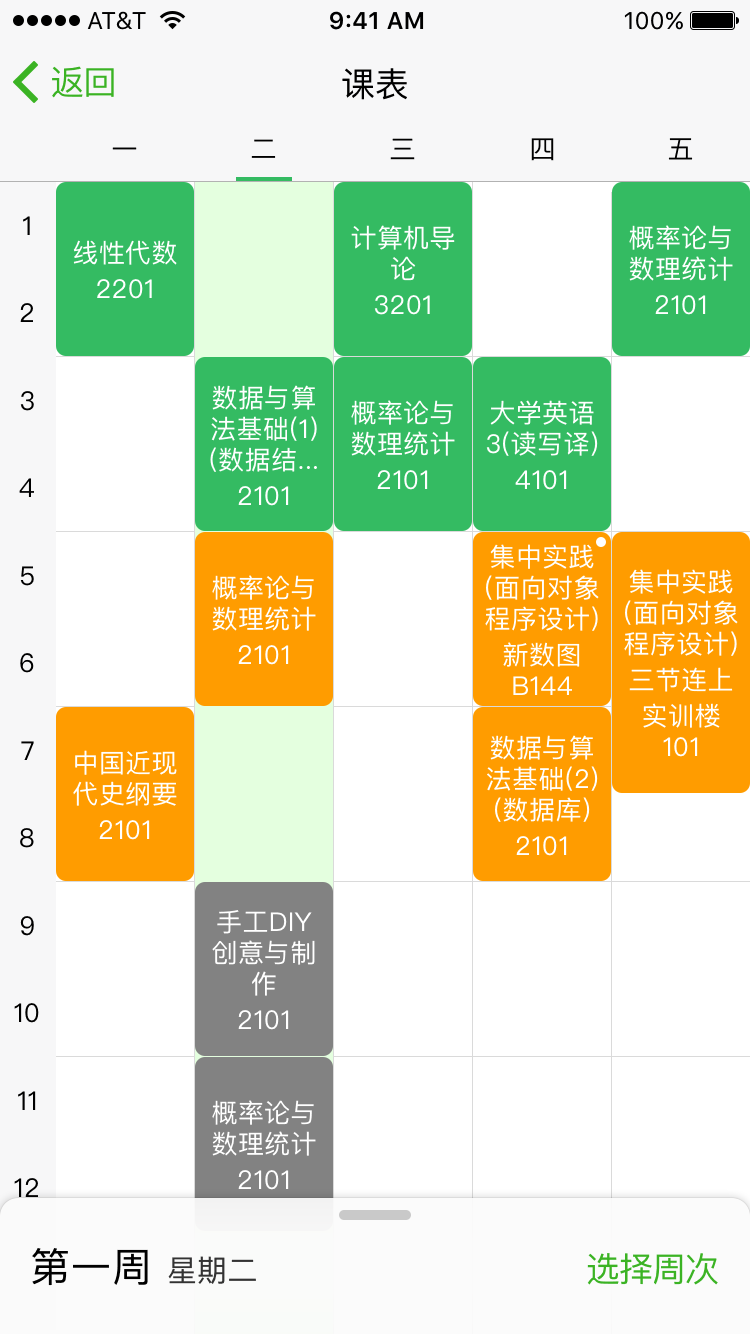 AT&T 9:41 AM 100%
返回 课表
一 二 三 四 五
1
2
3
4
5
6
7
8
9
10
11
12
线性代数
2201
中国近现
代史纲要
2101
数据与算
法基础(1)
(数据结...
2101
概率论与
数理统计
2101
手工DIY
创意与制
作
2101
概率论与
数理统计
2101
计算机导
论
3201
概率论与
数理统计
2101
大学英语
3(读写译)
4101
集中实践
(面向对象
程序设计)
新数图
B144
数据与算
法基础(2)
(数据库)
2101
概率论与
数理统计
2101
集中实践
(面向对象
程序设计)
三节连上
实训楼
101
第一周 星期二 选择周次